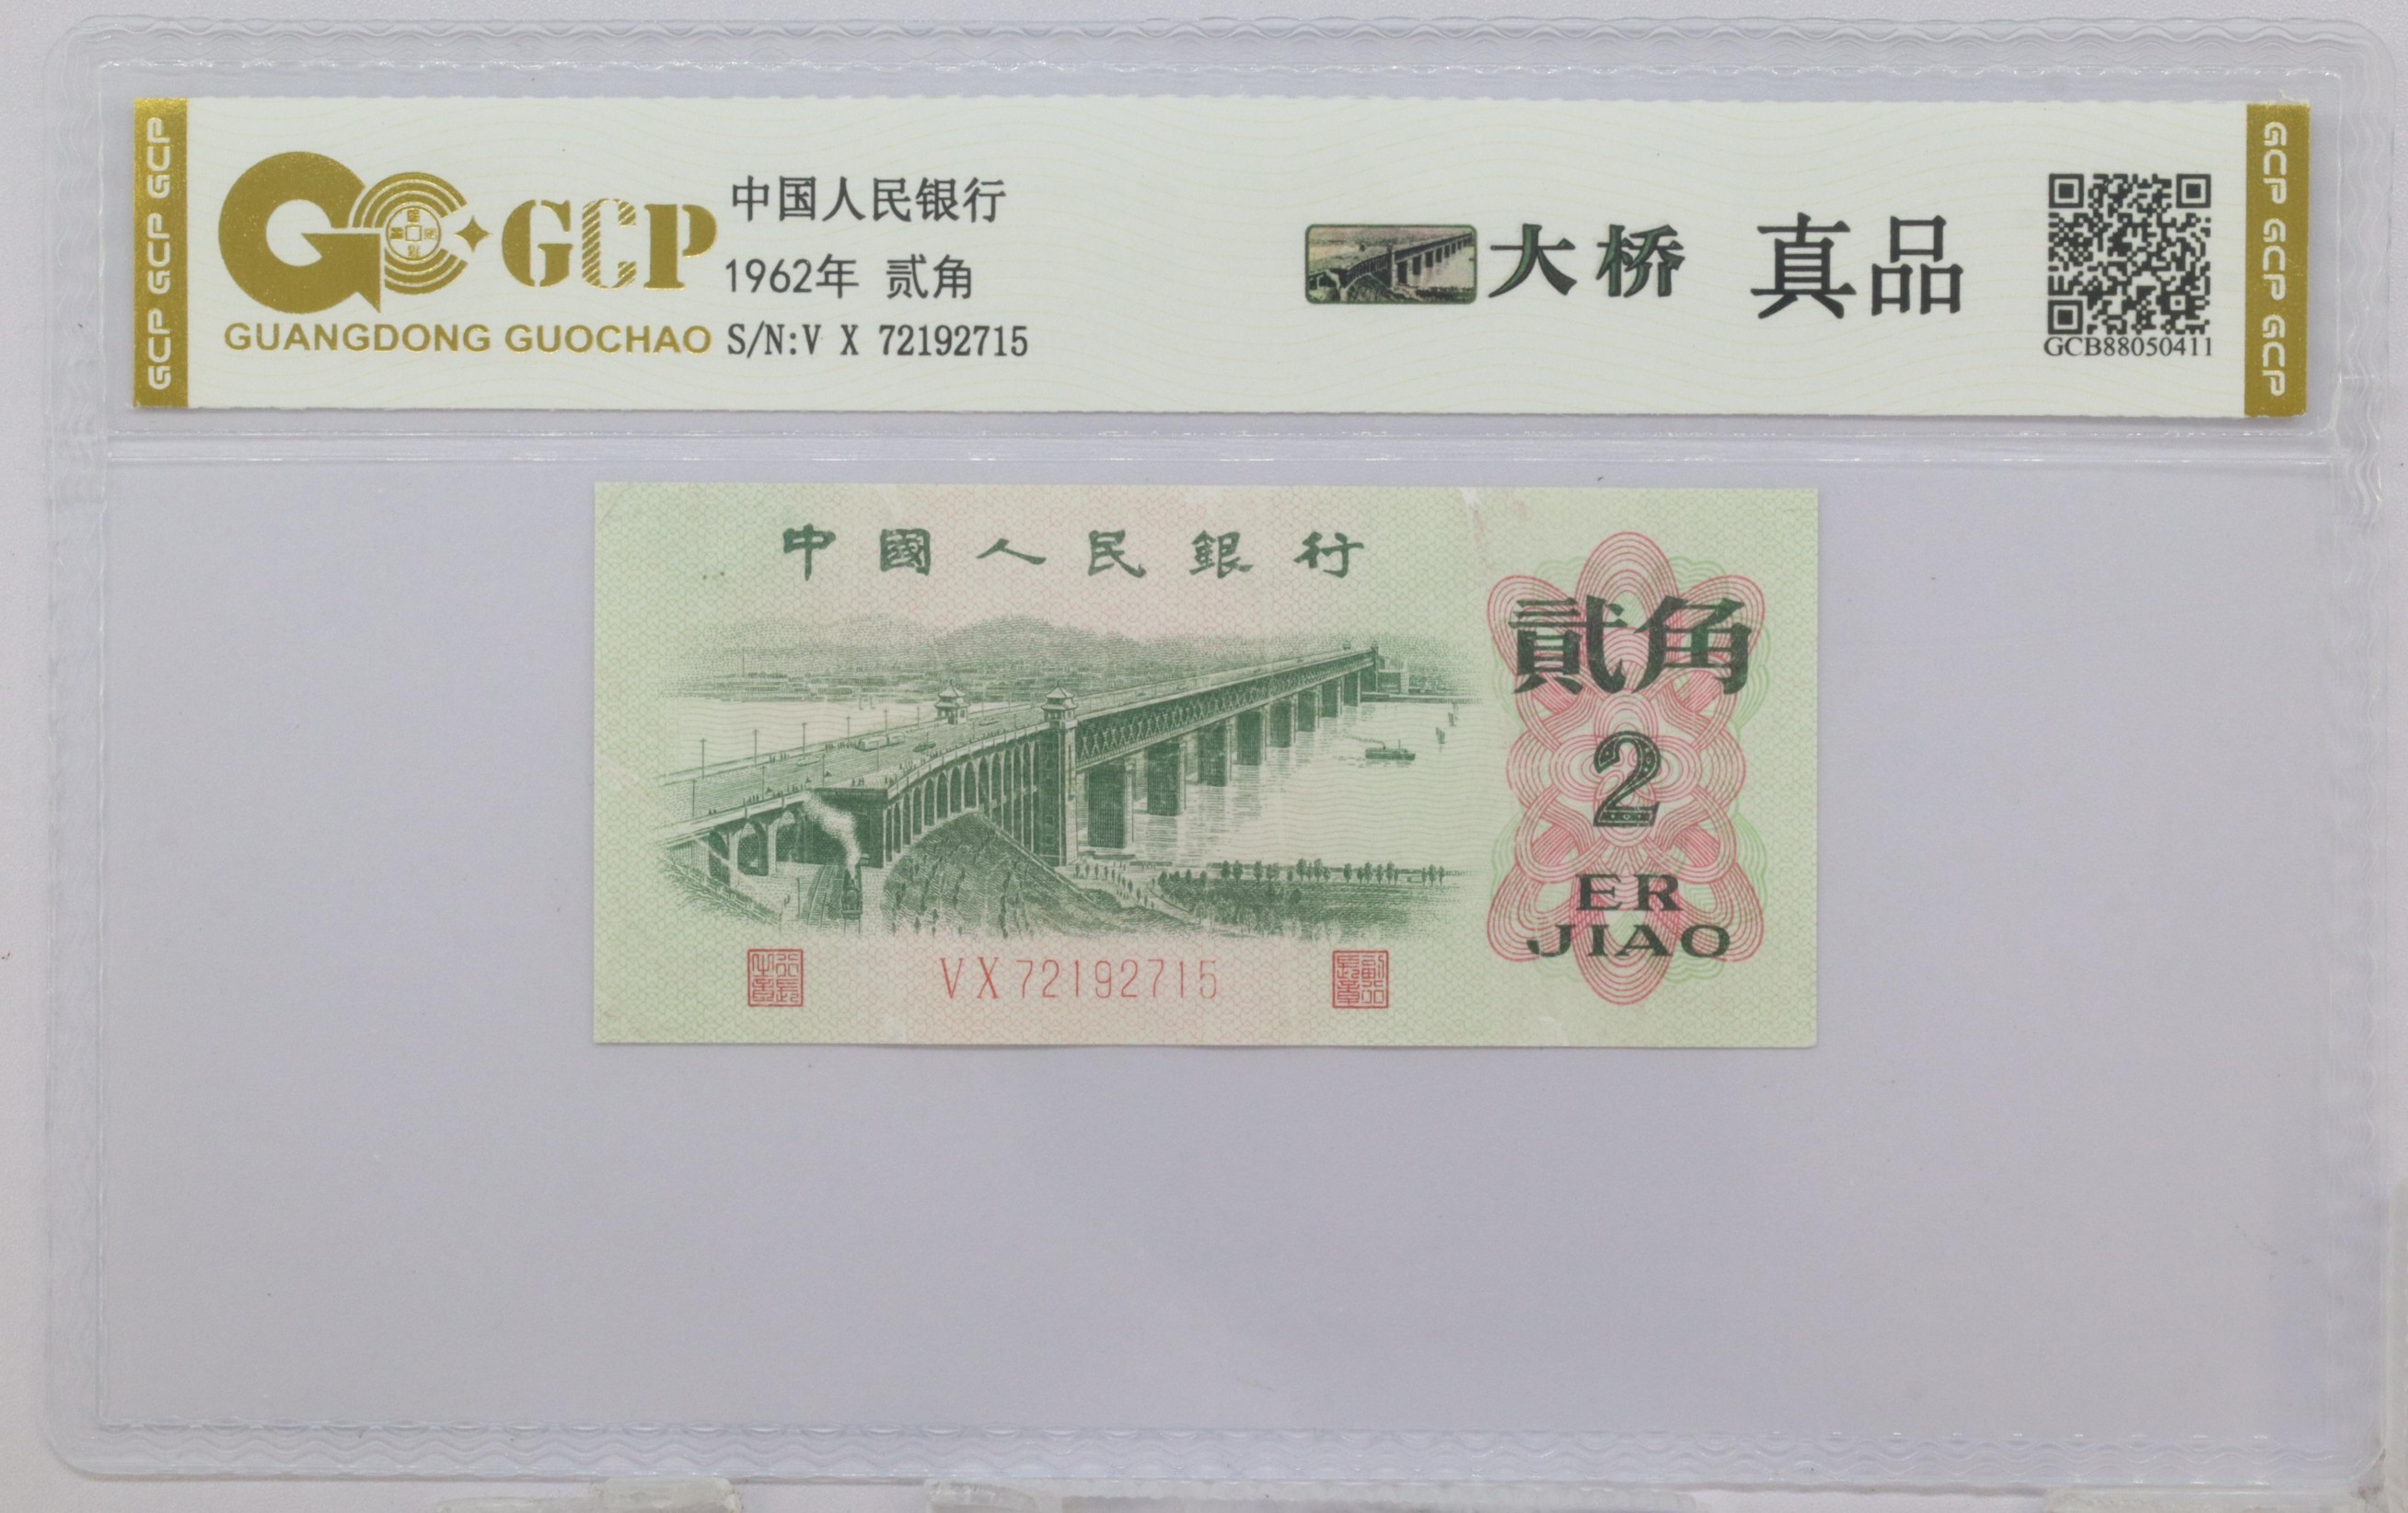 GCP GCP GCP
GCP
GUANGDONG GUOCHAO
中国人民银行
1962年 贰角
S/N:V X 72192715
大桥 真品
GCB88050411
GCP GCP GCP
中國人民銀行
貳角
2
ER
JIAO
VX72192715